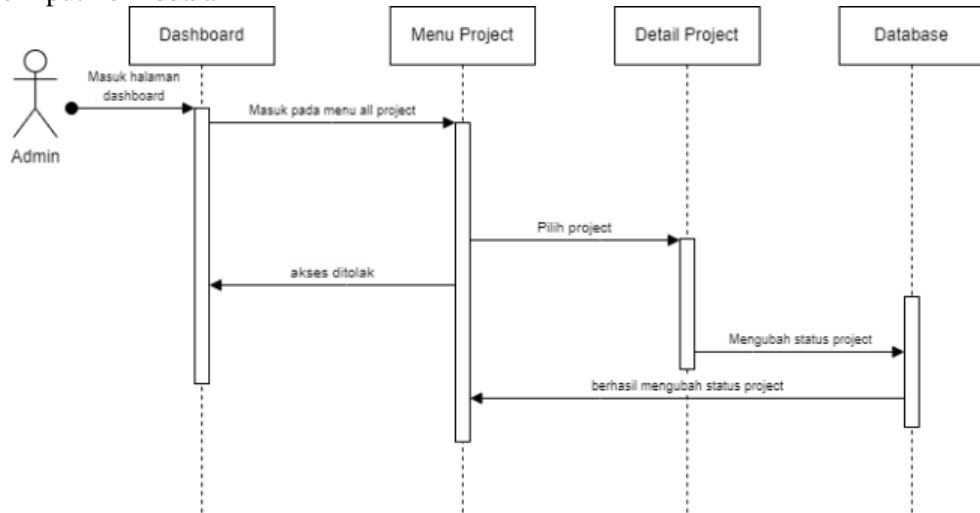 Dashboard
Menu Project
Detail Project
Database
Masuk halaman
dashboard
Masuk pada menu all project
Admin
Pilih project
akses ditolak
Mengubah status project
berhasil mengubah status project